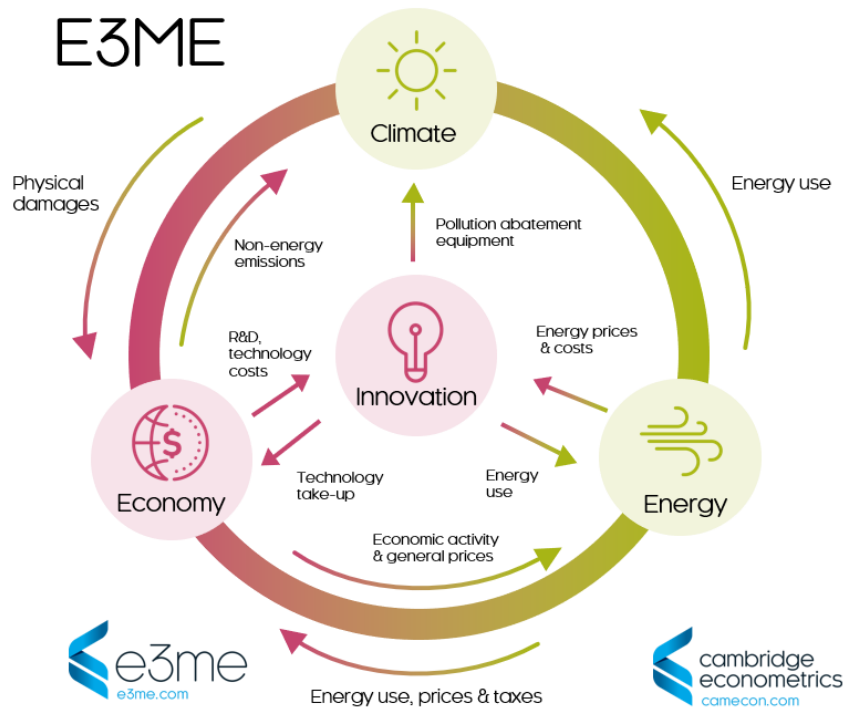 E3ME
Climate
Physical
damages
Energy use
Non-energy
emissions
Pollution abatement
equipment
R&D,
technology
costs
Energy prices
& costs
Innovation
$
Economy
Technology
take-up
Energy
use
Energy
Economic activity
& general prices
e3me
e3me.com
Energy use, prices & taxes
cambridge
econometrics
camecon.com